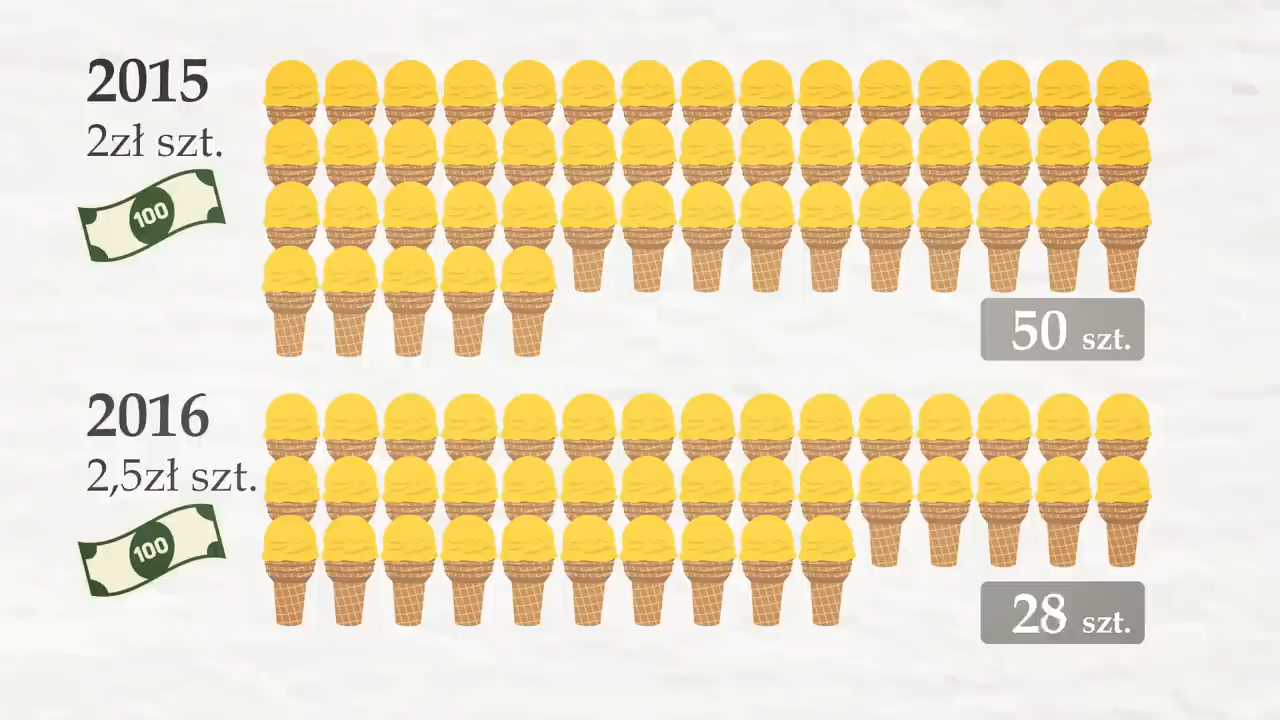 2015
2zł szt.
100
50 szt.
2016
2,5zł szt.
100
28 szt.